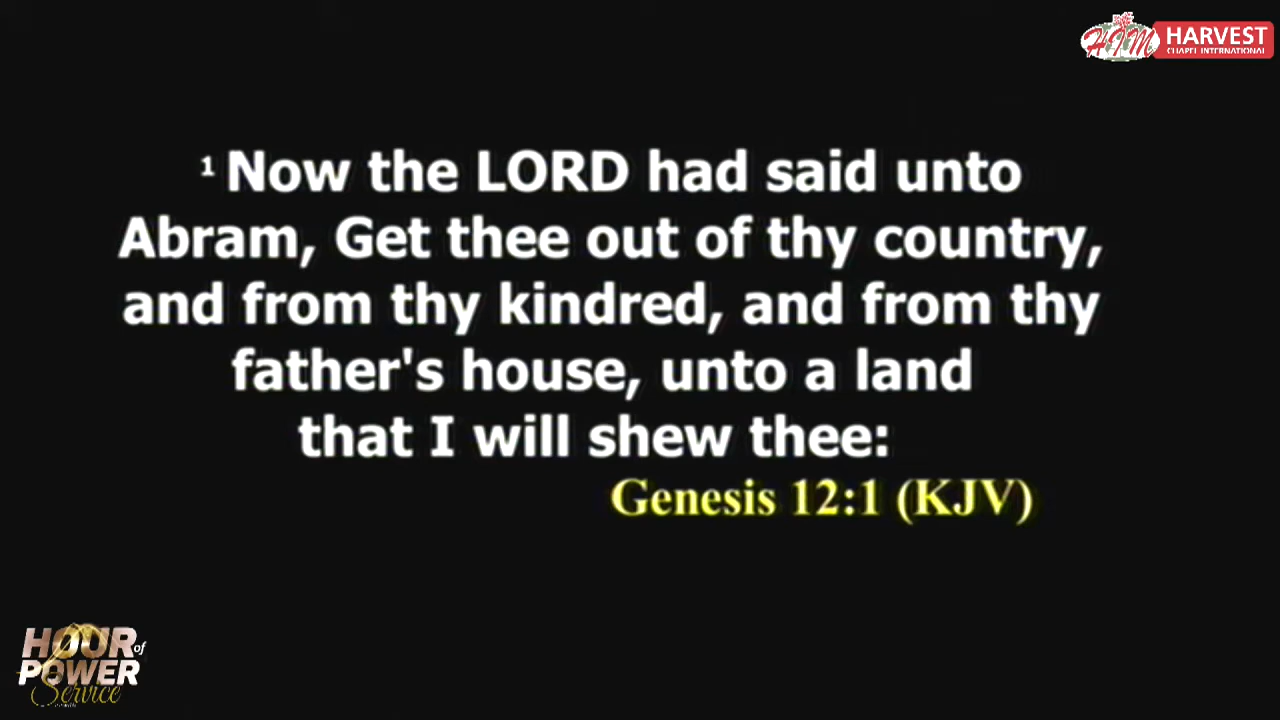 HIM HARVEST
CHAPEL INTERNATIONAL
1 Now the LORD had said unto
Abram, Get thee out of thy country,
and from thy kindred, and from thy
father's house, unto a land
that I will shew thee:
Genesis 12:1 (KJV)
HOUR of
POWER
Service